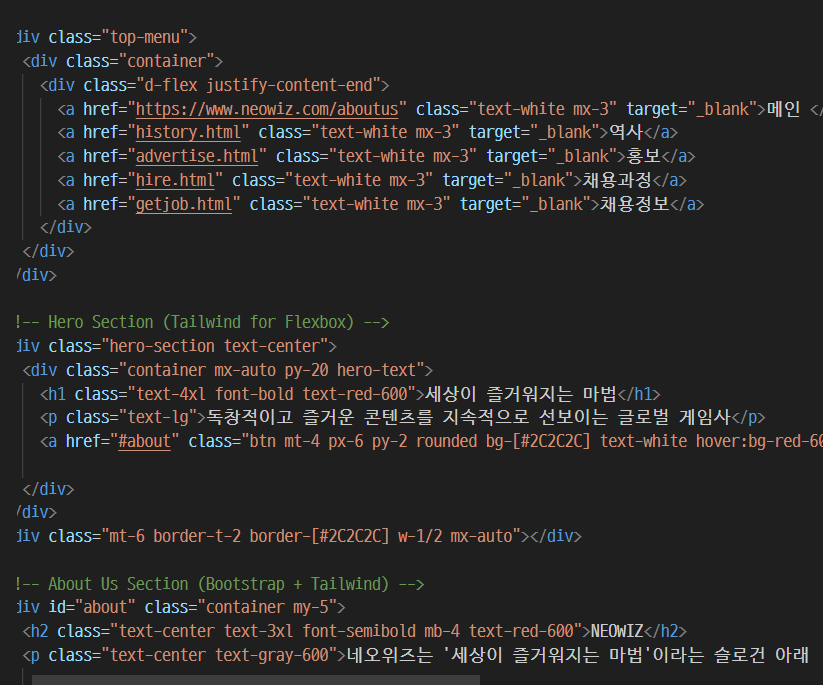 div class="top-menu">
<div class="container">
<div class="d-flex justify-content-end">
<a href="https://www.neowiz.com/aboutus" class="text-white mx-3" target="_blank">메인 </
<a href="history.html" class="text-white mx-3" target="_blank">역사</a>
<a href="advertise.html" class="text-white mx-3" target="_blank">홍보</a>
<a href="hire.html" class="text-white mx-3" target="_blank">채용과정</a>
<a href="getjob.html" class="text-white mx-3" target="_blank">채용정보</a>
</div>
</div>
/div>
!-- Hero Section (Tailwind for Flexbox) -->
div class="hero-section text-center">
<div class="container mx-auto py-20 hero-text">
<h1 class="text-4xl font-bold text-red-600">세상이 즐거워지는 마법</h1>
<p class="text-lg">독창적이고 즐거운 콘텐츠를 지속적으로 선보이는 글로벌 게임사</p>
<a href="#about" class="btn mt-4 px-6 py-2 rounded bg-[#2C2C2C] text-white hover:bg-red-60
</div>
/div>
div class="mt-6 border-t-2 border-[#2C2C2C] w-1/2 mx-auto"></div>
!-- About Us Section (Bootstrap + Tailwind) -->
div id="about" class="container my-5">
<h2 class="text-center text-3xl font-semibold mb-4 text-red-600">NEOWIZ</h2>
<p class="text-center text-gray-600">네오위즈는 '세상이 즐거워지는 마법'이라는 슬로건 아래